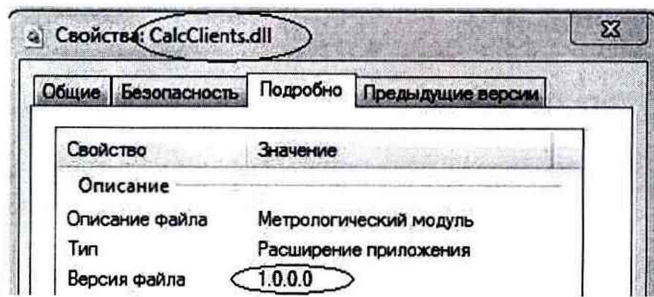 Свойства: CalcClients.dll
Общие Безопасность Подробно Предыдущие версии
Свойство Значение
Описание
Описание файла Метрологический модуль
Тип Расширение приложения
Версия файла 1.0.0.0